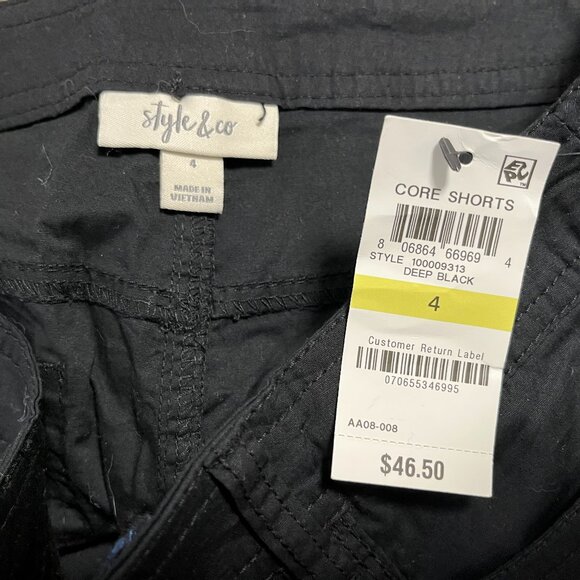 style&co
4
MADE IN
VIETNAM
CORE SHORTS
8 06864 66969 4
STYLE 100009313
DEEP BLACK
4
Customer Return Label
070655346995
AA08-008
$46.50